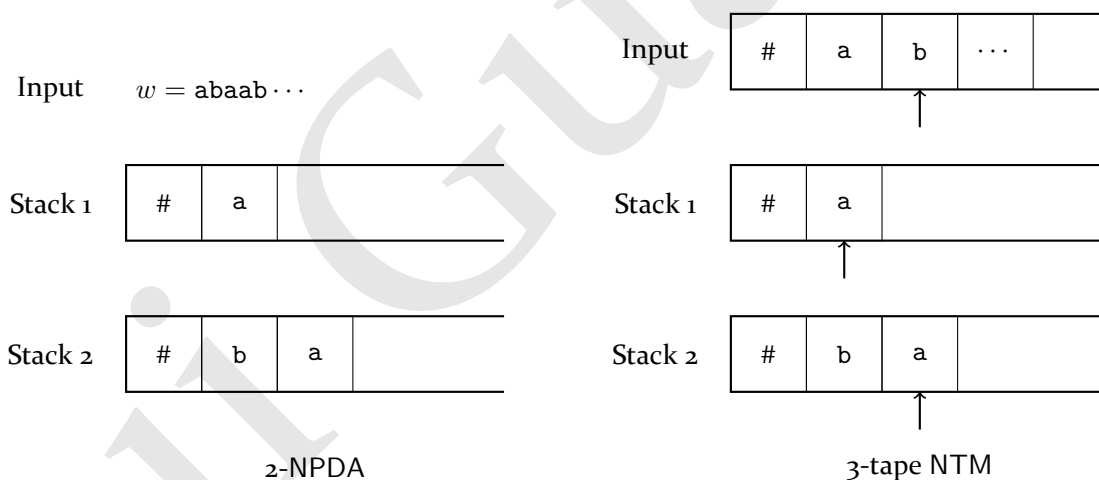 Input w = abaab···
Stack 1 # a
Stack 2 # b a
2-NPDA
Input # a b ···
Stack 1 # a
Stack 2 # b a
3-tape NTM